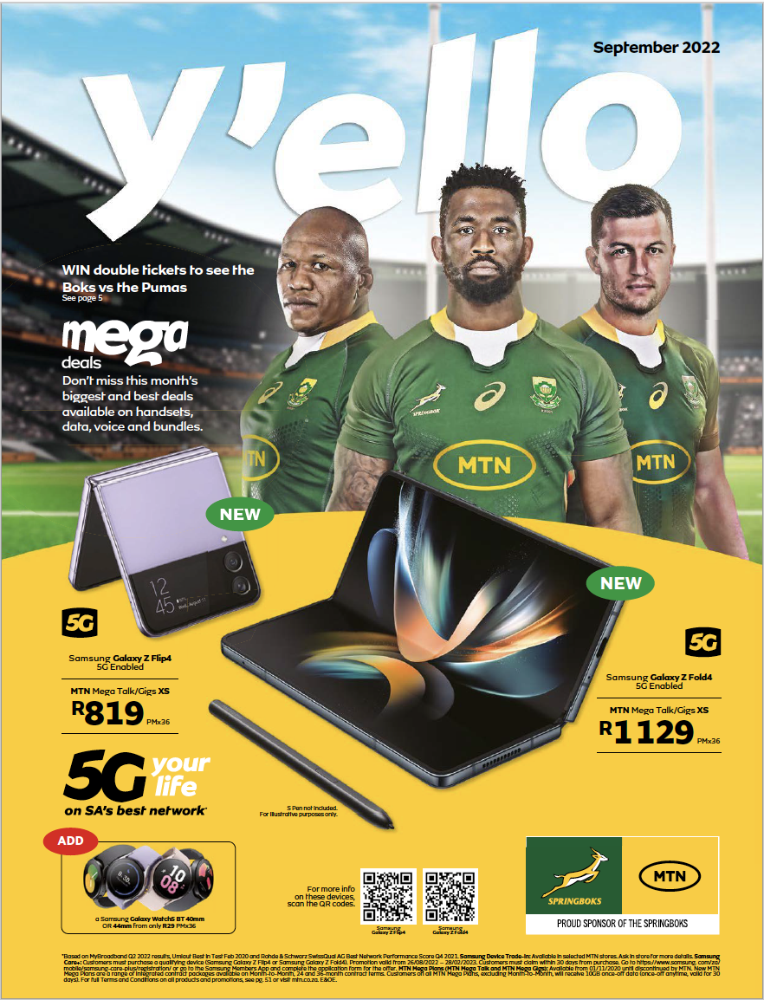 September 2022
y'ello
WIN double tickets to see the
Boks vs the Pumas
See page 5
mega
deals
Don't miss this month's
biggest and best deals
available on handsets,
data, voice and bundles.
SPRINGBOK
TN
MTN
MTN
NEW
NEW
12
45
5G
Samsung Galaxy Z Flip4
5G Enabled
MTN Mega Talk/Gigs XS
R819 PMx36
5G
Samsung Galaxy Z Fold4
5G Enabled
MTN Mega Talk/Gigs XS
R1 129 PMx36
5G your
life
on SA's best network*
S Pen not included.
For illustrative purposes only.
ADD
10
08
a Samsung Galaxy Watch5 BT 40mm
OR 44mm from only R29 PMx36
For more info
on these devices,
scan the QR codes.
Samsung
Galaxy Z Flip4
Samsung
Galaxy Z Fold4
SPRINGBOKS
MTN
PROUD SPONSOR OF THE SPRINGBOKS
*Based on MyBroadband Q2 2022 results, Umlaut Best in Test Feb 2020 and Rohde & Schwarz SwissQual AG Best Network Performance Score Q4 2021. Samsung Device Trade-in: Available in selected MTN stores. Ask in store for more details. Samsung
Care+: Customers must purchase a qualifying device (Samsung Galaxy Z Flip4 or Samsung Galaxy Z Fold4). Promotion valid from 26/08/2022 – 28/02/2023. Customers must claim within 30 days from purchase. Go to https://www.samsung.com/za/
mobile/samsung-care-plus/registration/ or go to the Samsung Members App and complete the application form for the offer. MTN Mega Plans (MTN Mega Talk and MTN Mega Gigs): Available from 01/11/2020 until discontinued by MTN. New MTN
Mega Plans are a range of integrated contract packages available on Month-to-Month, 24 and 36-month contract terms. Customers on all MTN Mega Plans, excluding Month-to-Month, will receive 10GB once-off data (once-off anytime, valid for 30
days). For full Terms and Conditions on all products and promotions, see pg. 51 or visit mtn.co.za. E&OE.